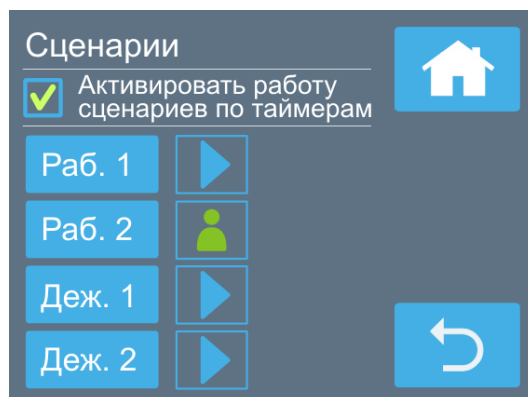 Сценарии
Активировать работу
сценариев по таймерам
Раб. 1
Раб. 2
Деж. 1
Деж. 2